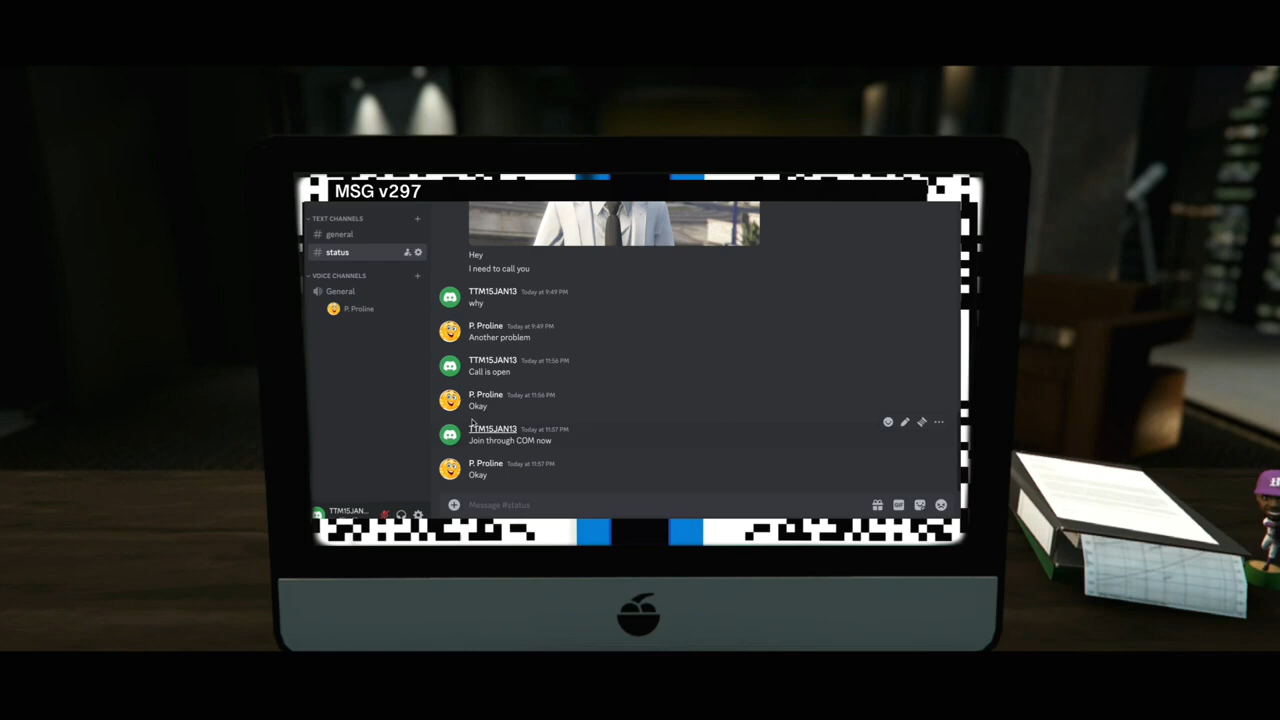 MSG v297
TEXT CHANNELS
general
status
VOICE CHANNELS
General
P. Proline
Hey
I need to call you
TTM15JAN13 Today at 9:49 PM
why
P. Proline Today at 9:49 PM
Another problem
TTM15JAN13 Today at 11:56 PM
Call is open
P. Proline Today at 11:56 PM
Okay
TTM15JAN13 Today at 11:57 PM
Join through COM now
P. Proline Today at 11:57 PM
Okay
Message #status
GIF
TTM15JAN...